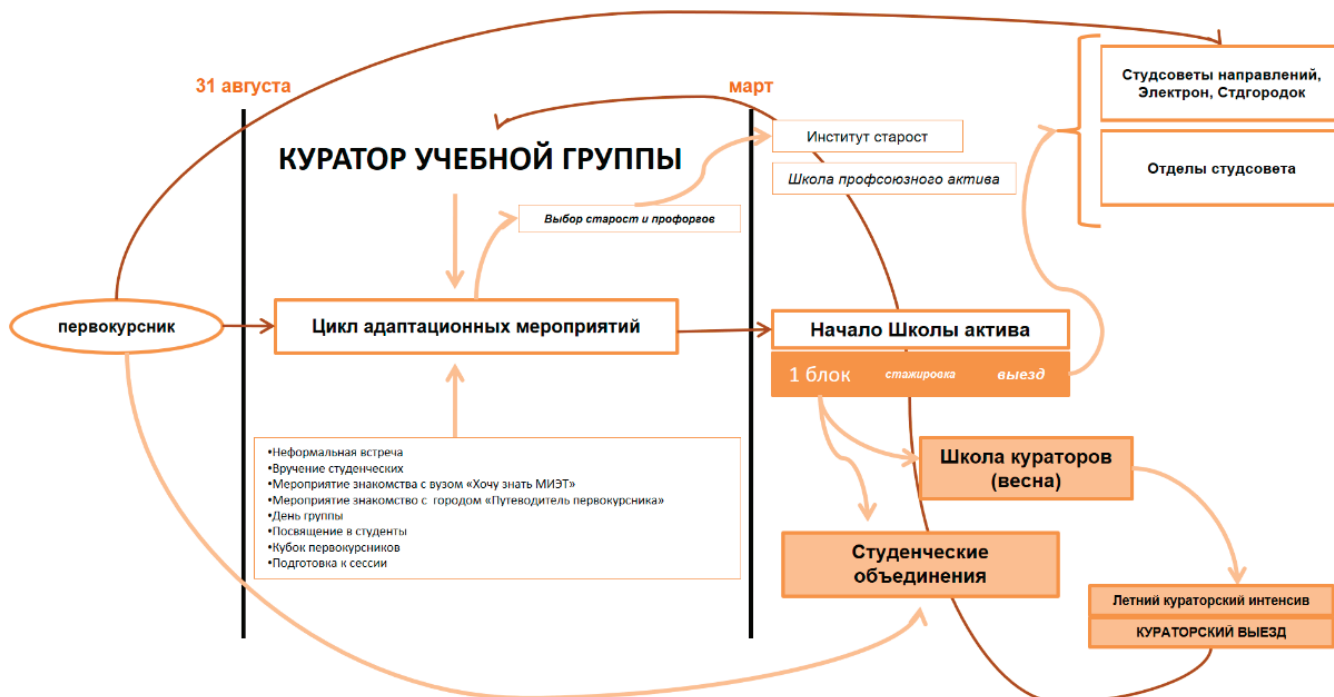 31 августа
март
Студсоветы направлений,
Электрон, Стдгородок
Отделы студсовета
КУРАТОР УЧЕБНОЙ ГРУППЫ
Институт старост
Школа профсоюзного актива
Выбор старост и профоргов
первокурсник
Цикл адаптационных мероприятий
Начало Школы актива
1 блок стажировка выезд
•Неформальная встреча
•Вручение студенческих
•Мероприятие знакомства с вузом «Хочу знать МИЭТ»
•Мероприятие знакомство с городом «Путеводитель первокурсника»
•День группы
•Посвящение в студенты
•Кубок первокурсников
•Подготовка к сессии
Школа кураторов
(весна)
Студенческие
объединения
Летний кураторский интенсив
КУРАТОРСКИЙ ВЫЕЗД